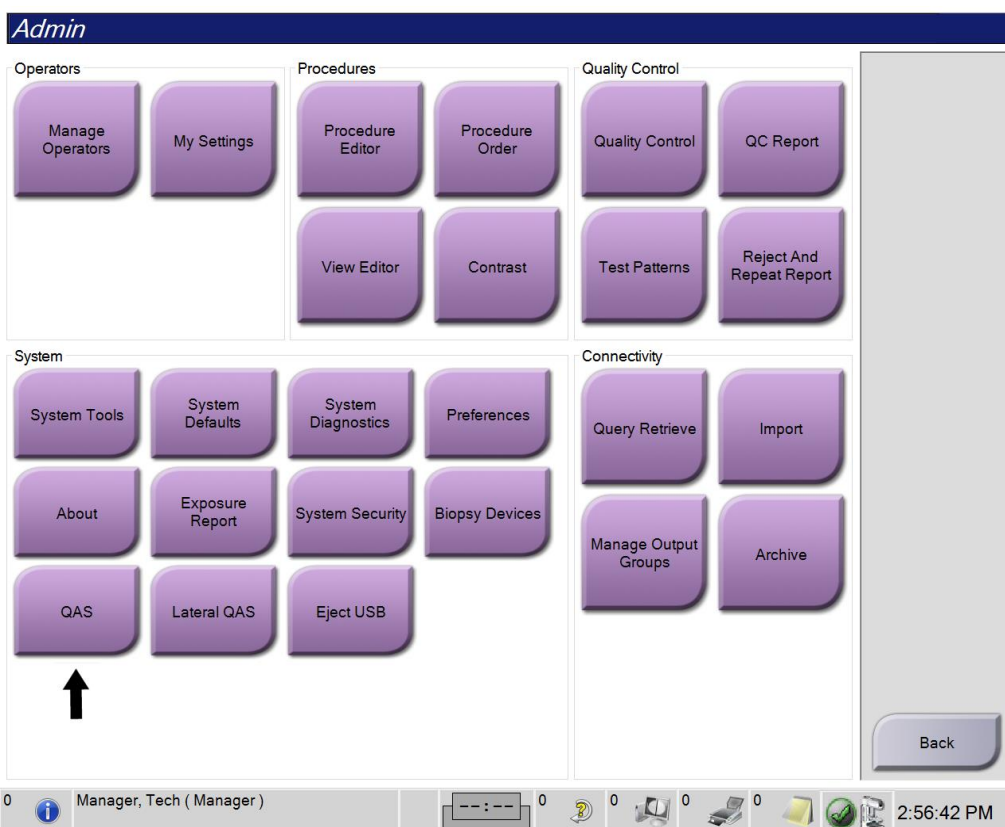 Admin
Operators
Manage
Operators
My Settings
Procedures
Procedure
Editor
Procedure
Order
View Editor
Contrast
Quality Control
Quality Control
QC Report
Test Patterns
Reject And
Repeat Report
System
System Tools
System
Defaults
System
Diagnostics
Preferences
About
Exposure
Report
System Security
Biopsy Devices
QAS
Lateral QAS
Eject USB
Connectivity
Query Retrieve
Import
Manage Output
Groups
Archive
Back
0 Manager, Tech ( Manager ) --:-- 0 0 0 0 2:56:42 PM